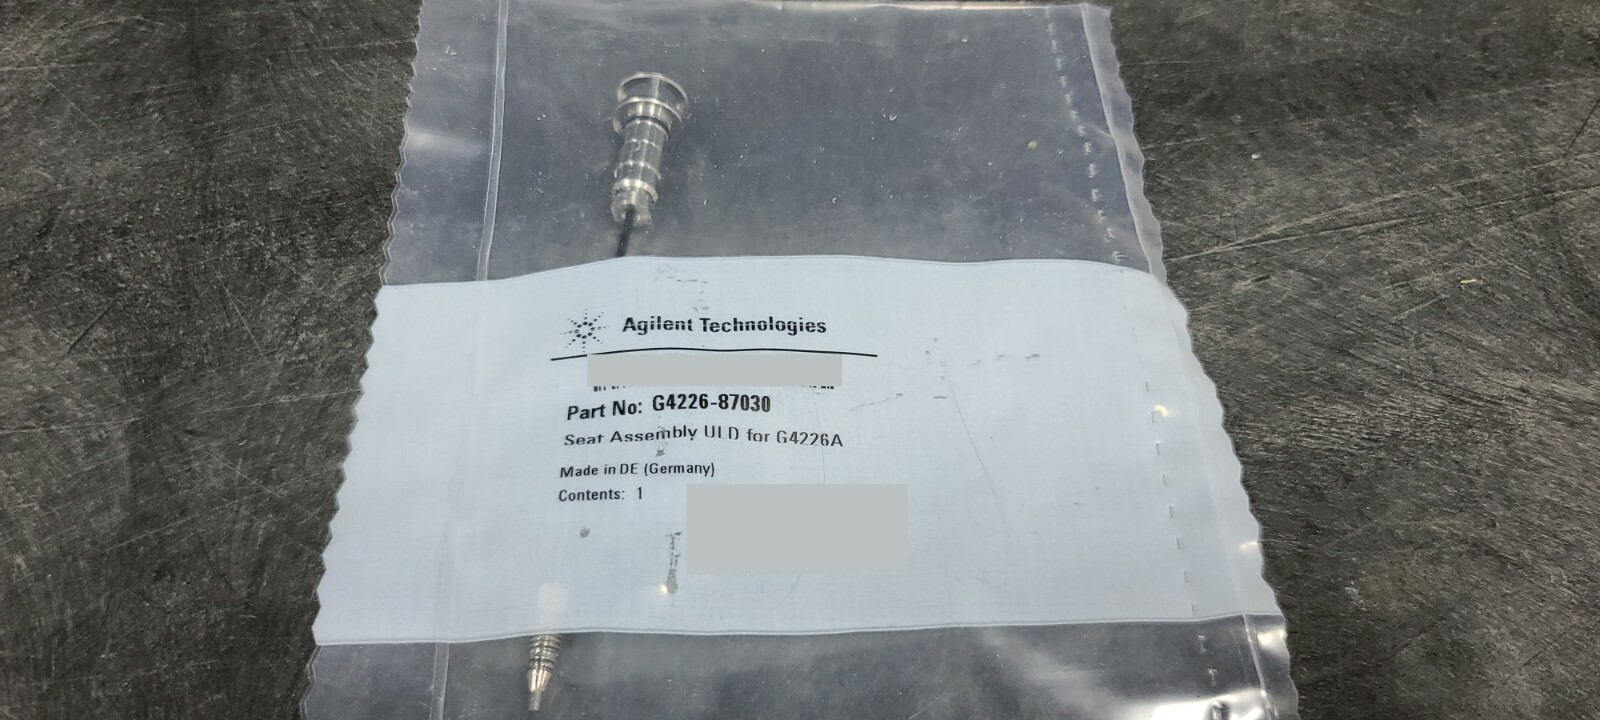 Agilent Technologies
Part No: G4226-87030
Seat Assembly ULD for G4226A
Made in DE (Germany)
Contents: 1